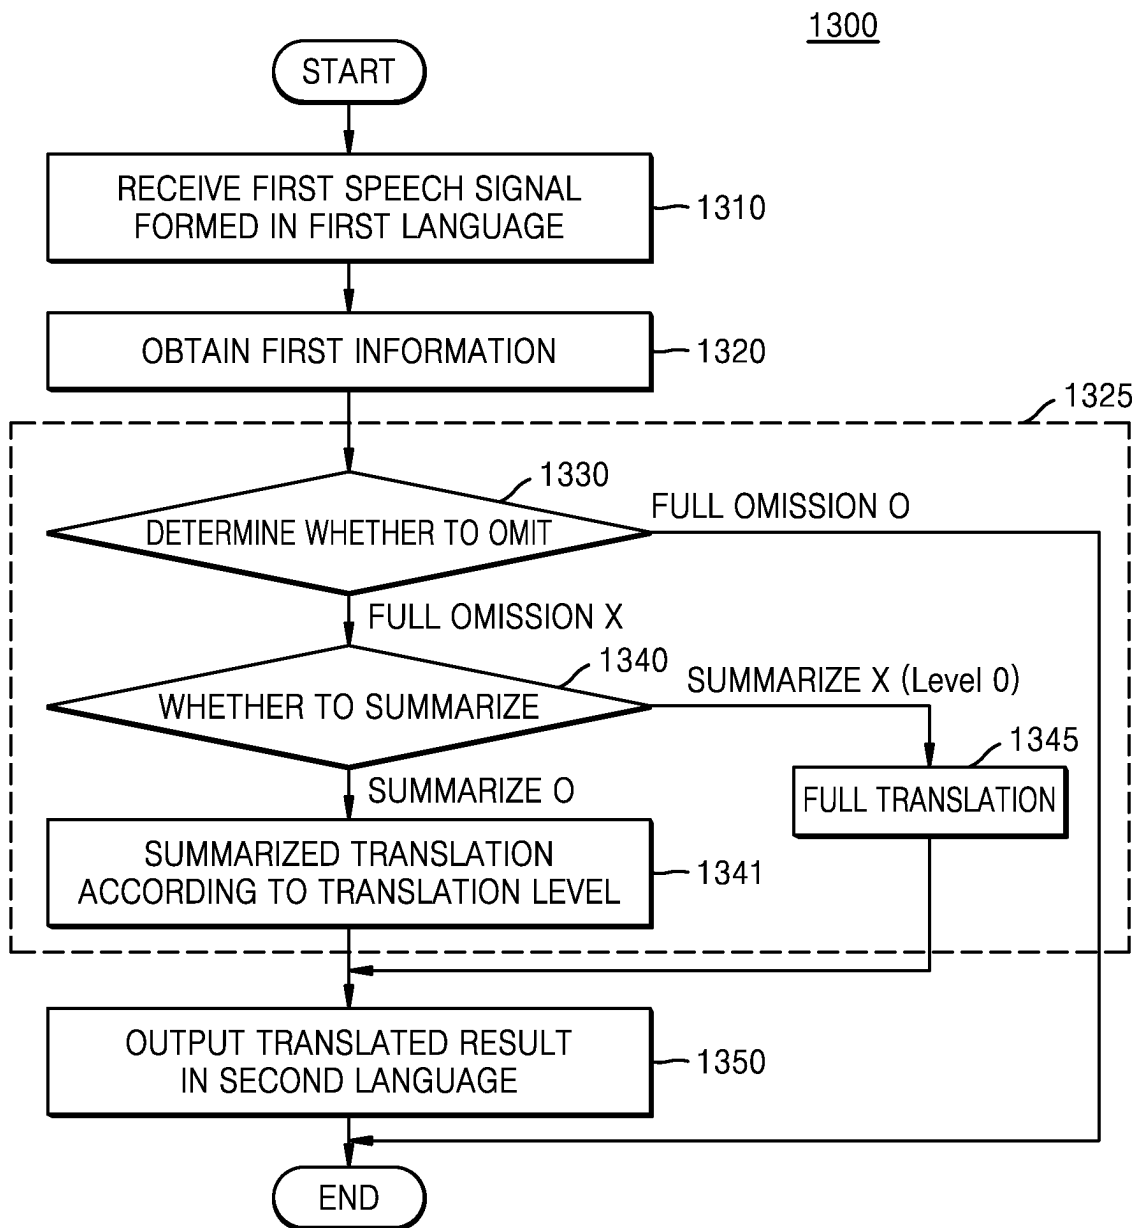 1300
START
RECEIVE FIRST SPEECH SIGNAL
FORMED IN FIRST LANGUAGE
1310
OBTAIN FIRST INFORMATION
1320
1325
1330
DETERMINE WHETHER TO OMIT
FULL OMISSION O
FULL OMISSION X
1340
WHETHER TO SUMMARIZE
SUMMARIZE X (Level 0)
1345
FULL TRANSLATION
SUMMARIZE O
SUMMARIZED TRANSLATION
ACCORDING TO TRANSLATION LEVEL
1341
OUTPUT TRANSLATED RESULT
IN SECOND LANGUAGE
1350
END